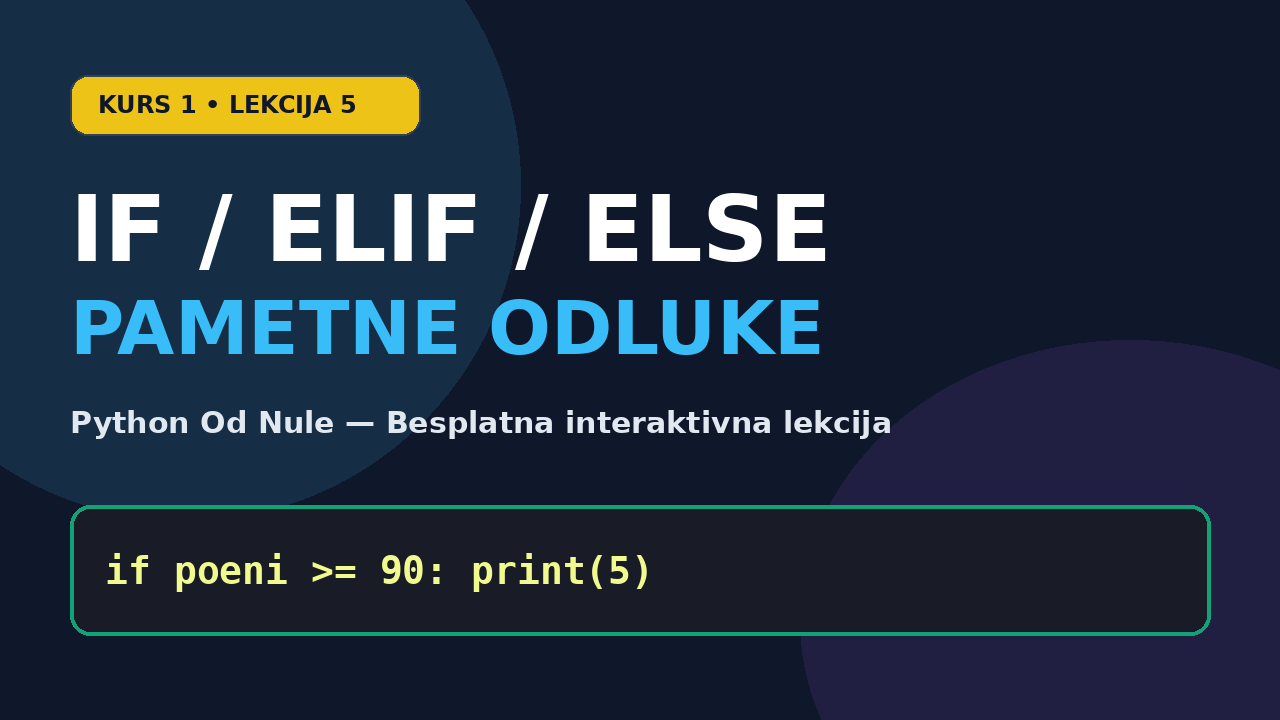 KURS 1 • LEKCIJA 5
IF / ELIF / ELSE
PAMETNE ODLUKE
Python Od Nule — Besplatna interaktivna lekcija
if poeni >= 90: print(5)